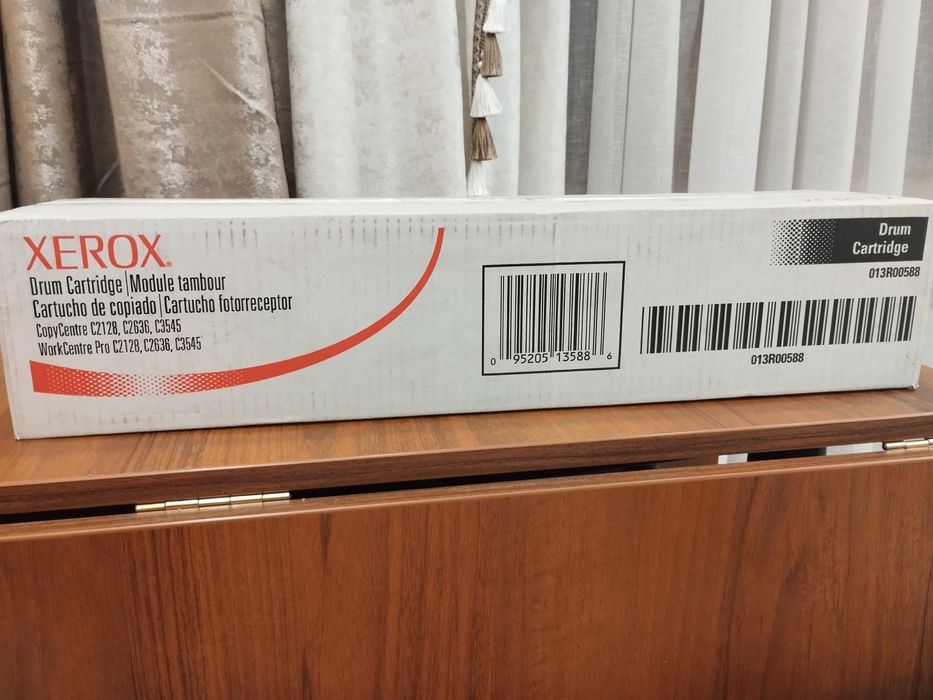 XEROX®
Drum Cartridge | Module tambour
Cartucho de copiado | Cartucho fotorreceptor
CopyCentre C2128, C2636, C3545
WorkCentre Pro C2128, C2636, C3545
0 95205 13588 6
Drum
Cartridge
013R00588
013R00588